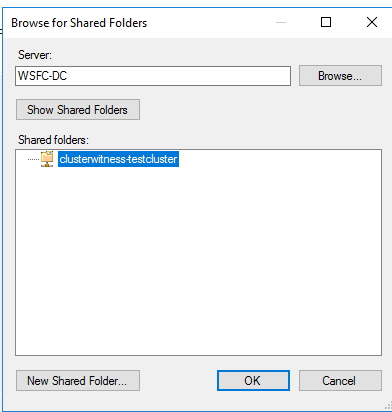 Browse for Shared Folders
Server:
WSFC-DC
Browse...
Show Shared Folders
Shared folders:
clusterwitness-testcluster
New Shared Folder...
OK
Cancel